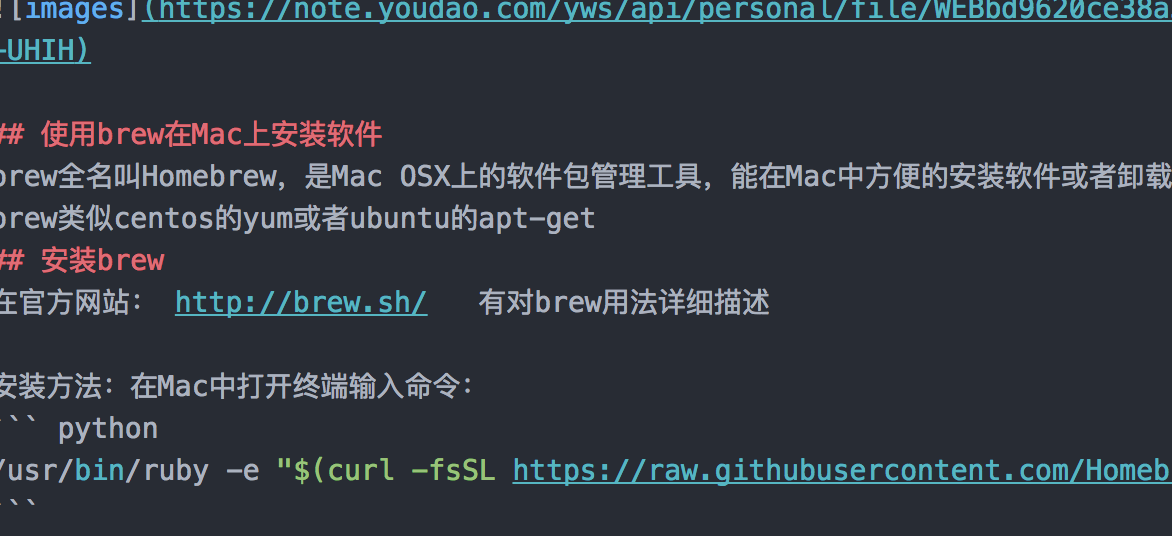 ![images](https://note.youdao.com/yws/api/personal/file/WEBbd9620ce38a
-UHIH)
## 使用brew在Mac上安装软件
brew全名叫Homebrew，是Mac OSX上的软件包管理工具，能在Mac中方便的安装软件或者卸载
brew类似centos的yum或者ubuntu的apt-get
## 安装brew
在官方网站： http://brew.sh/   有对brew用法详细描述
安装方法：在Mac中打开终端输入命令：
``` python
/usr/bin/ruby -e "$(curl -fsSL https://raw.githubusercontent.com/Homeb
```